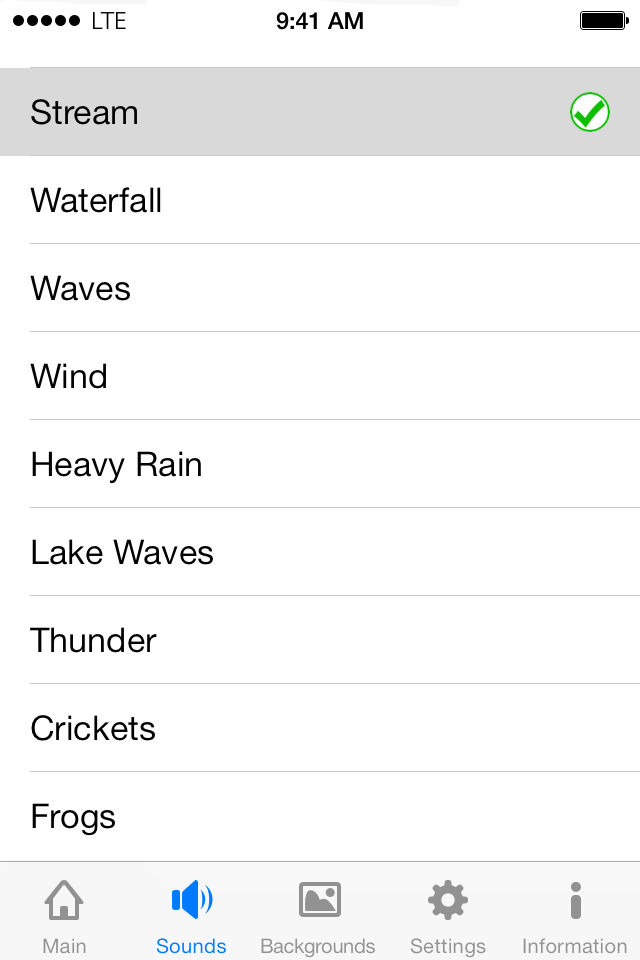 LTE 9:41 AM
Stream
Waterfall
Waves
Wind
Heavy Rain
Lake Waves
Thunder
Crickets
Frogs
Main Sounds Backgrounds Settings Information